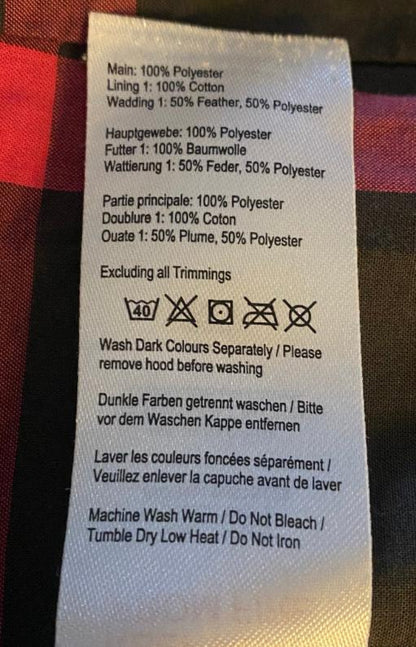 Main: 100% Polyester
Lining 1: 100% Cotton
Wadding 1: 50% Feather, 50% Polyester
Hauptgewebe: 100% Polyester
Futter 1: 100% Baumwolle
Wattierung 1: 50% Feder, 50% Polyester
Partie principale: 100% Polyester
Doublure 1: 100% Coton
Ouate 1: 50% Plume, 50% Polyester
Excluding all Trimmings
40
Wash Dark Colours Separately / Please
remove hood before washing
Dunkle Farben getrennt waschen / Bitte
vor dem Waschen Kappe entfernen
Laver les couleurs foncées séparément /
Veuillez enlever la capuche avant de laver
Machine Wash Warm / Do Not Bleach /
Tumble Dry Low Heat / Do Not Iron